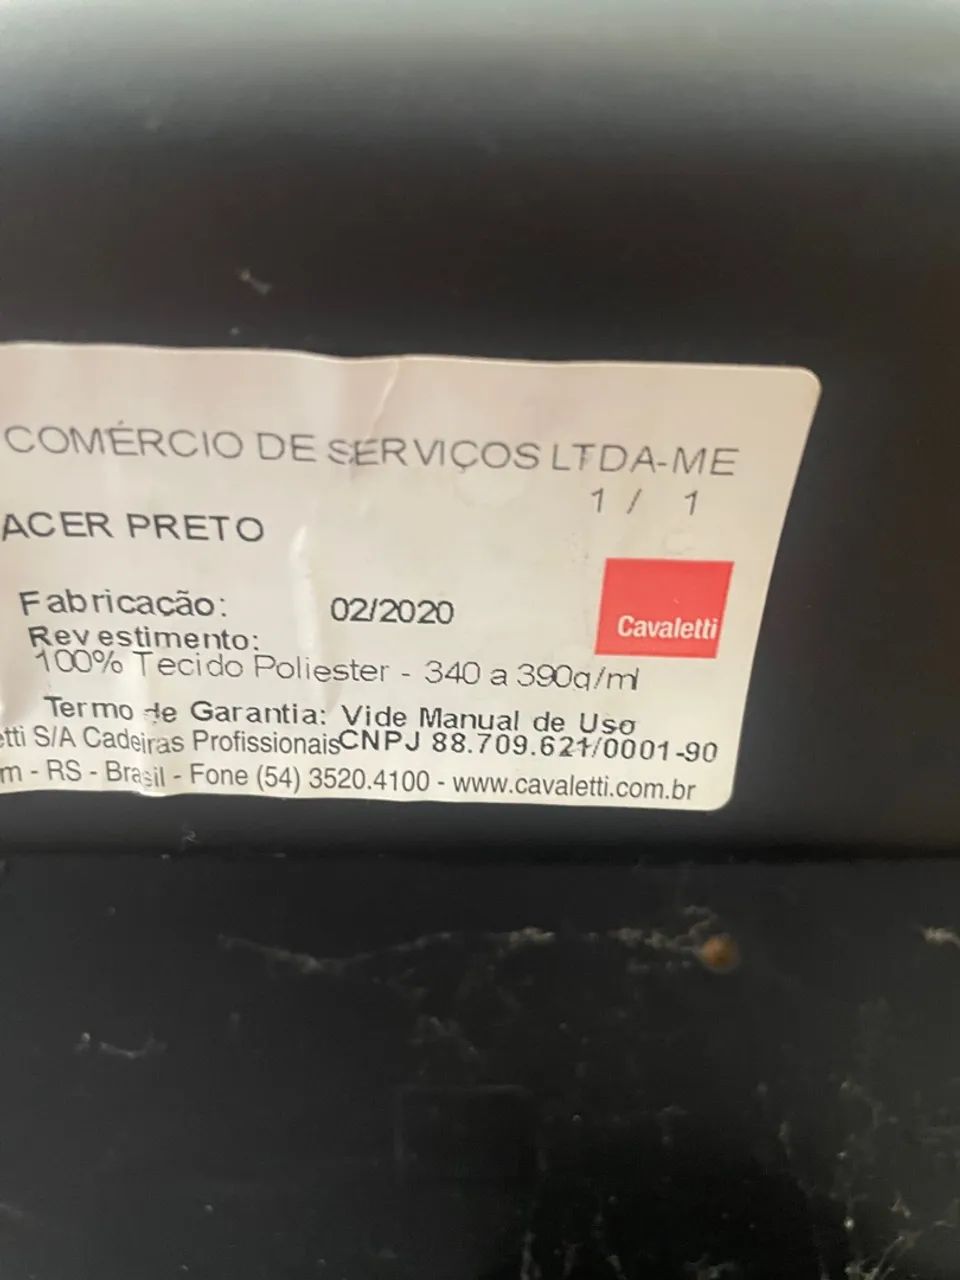 COMÉRCIO DE SERVIÇOS LTDA-ME
1 / 1
ACER PRETO
Cavaletti
Fabricação: 02/2020
Revestimento:
100% Tecido Poliester - 340 a 390g/ml
Termo de Garantia: Vide Manual de Uso
etti S/A Cadeiras Profissionais CNPJ 88.709.621/0001-90
m - RS - Brasil - Fone (54) 3520.4100 - www.cavaletti.com.br